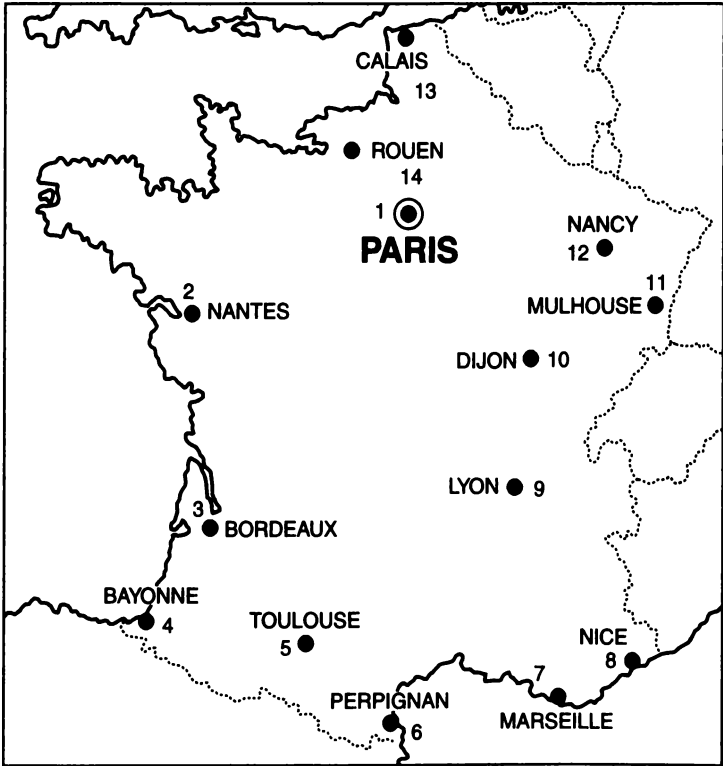 CALAIS
13
ROUEN
14
1
PARIS
NANCY
12
11
2
NANTES
MULHOUSE
DIJON 10
LYON 9
3
BORDEAUX
BAYONNE
4
TOULOUSE
5
NICE
8
7
PERPIGNAN
6
MARSEILLE